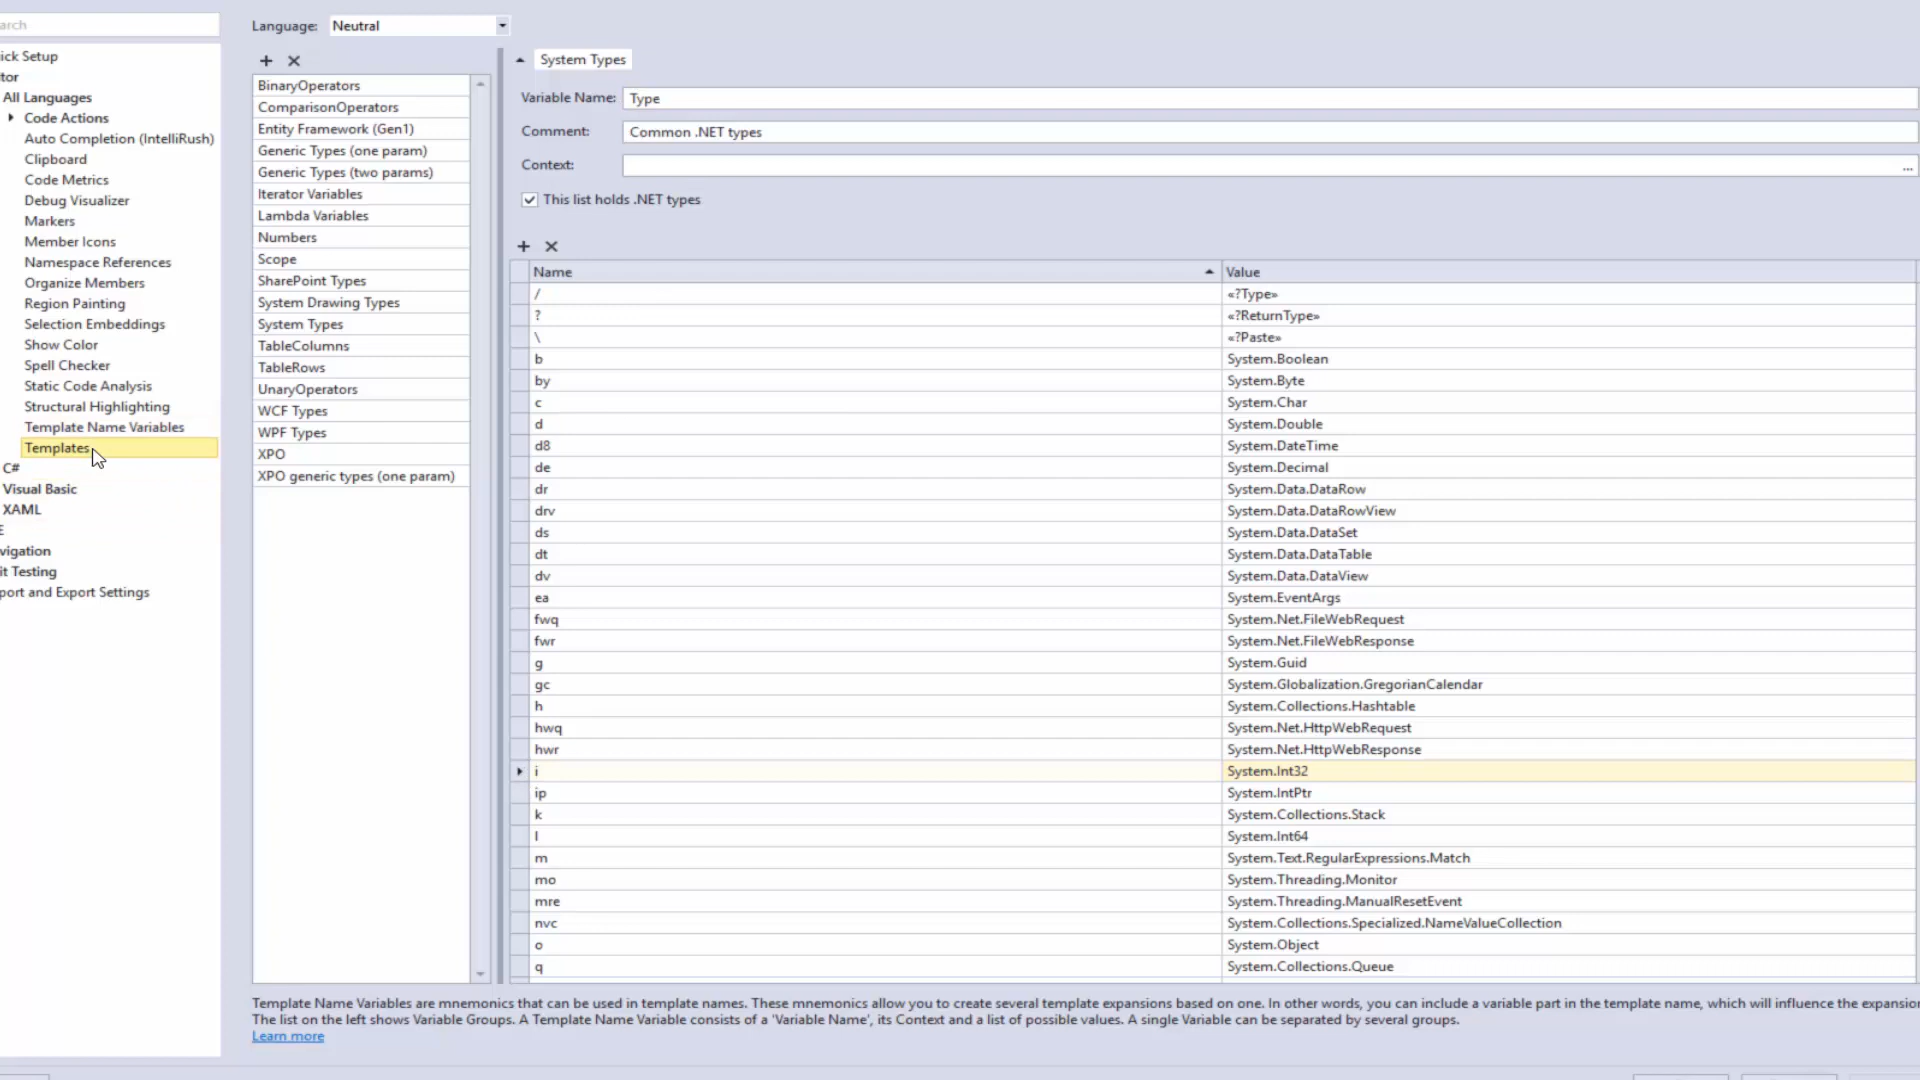 arch
ick Setup
tor
All Languages
Code Actions
Auto Completion (IntelliRush)
Clipboard
Code Metrics
Debug Visualizer
Markers
Member Icons
Namespace References
Organize Members
Region Painting
Selection Embeddings
Show Color
Spell Checker
Static Code Analysis
Structural Highlighting
Template Name Variables
Templates
C#
Visual Basic
XAML
E
vigation
it Testing
port and Export Settings
Language: Neutral
BinaryOperators
ComparisonOperators
Entity Framework (Gen1)
Generic Types (one param)
Generic Types (two params)
Iterator Variables
Lambda Variables
Numbers
Scope
SharePoint Types
System Drawing Types
System Types
TableColumns
TableRows
UnaryOperators
WCF Types
WPF Types
XPO
XPO generic types (one param)
System Types
Variable Name: Type
Comment: Common .NET types
Context: ...
This list holds .NET types
Name Value
/ «?Type»
? «?ReturnType»
\ «?Paste»
b System.Boolean
by System.Byte
c System.Char
d System.Double
d8 System.DateTime
de System.Decimal
dr System.Data.DataRow
drv System.Data.DataRowView
ds System.Data.DataSet
dt System.Data.DataTable
dv System.Data.DataView
ea System.EventArgs
fwq System.Net.FileWebRequest
fwr System.Net.FileWebResponse
g System.Guid
gc System.Globalization.GregorianCalendar
h System.Collections.Hashtable
hwq System.Net.HttpWebRequest
hwr System.Net.HttpWebResponse
i System.Int32
ip System.IntPtr
k System.Collections.Stack
l System.Int64
m System.Text.RegularExpressions.Match
mo System.Threading.Monitor
mre System.Threading.ManualResetEvent
nvc System.Collections.Specialized.NameValueCollection
o System.Object
q System.Collections.Queue
Template Name Variables are mnemonics that can be used in template names. These mnemonics allow you to create several template expansions based on one. In other words, you can include a variable part in the template name, which will influence the expansion
The list on the left shows Variable Groups. A Template Name Variable consists of a 'Variable Name', its Context and a list of possible values. A single Variable can be separated by several groups.
Learn more